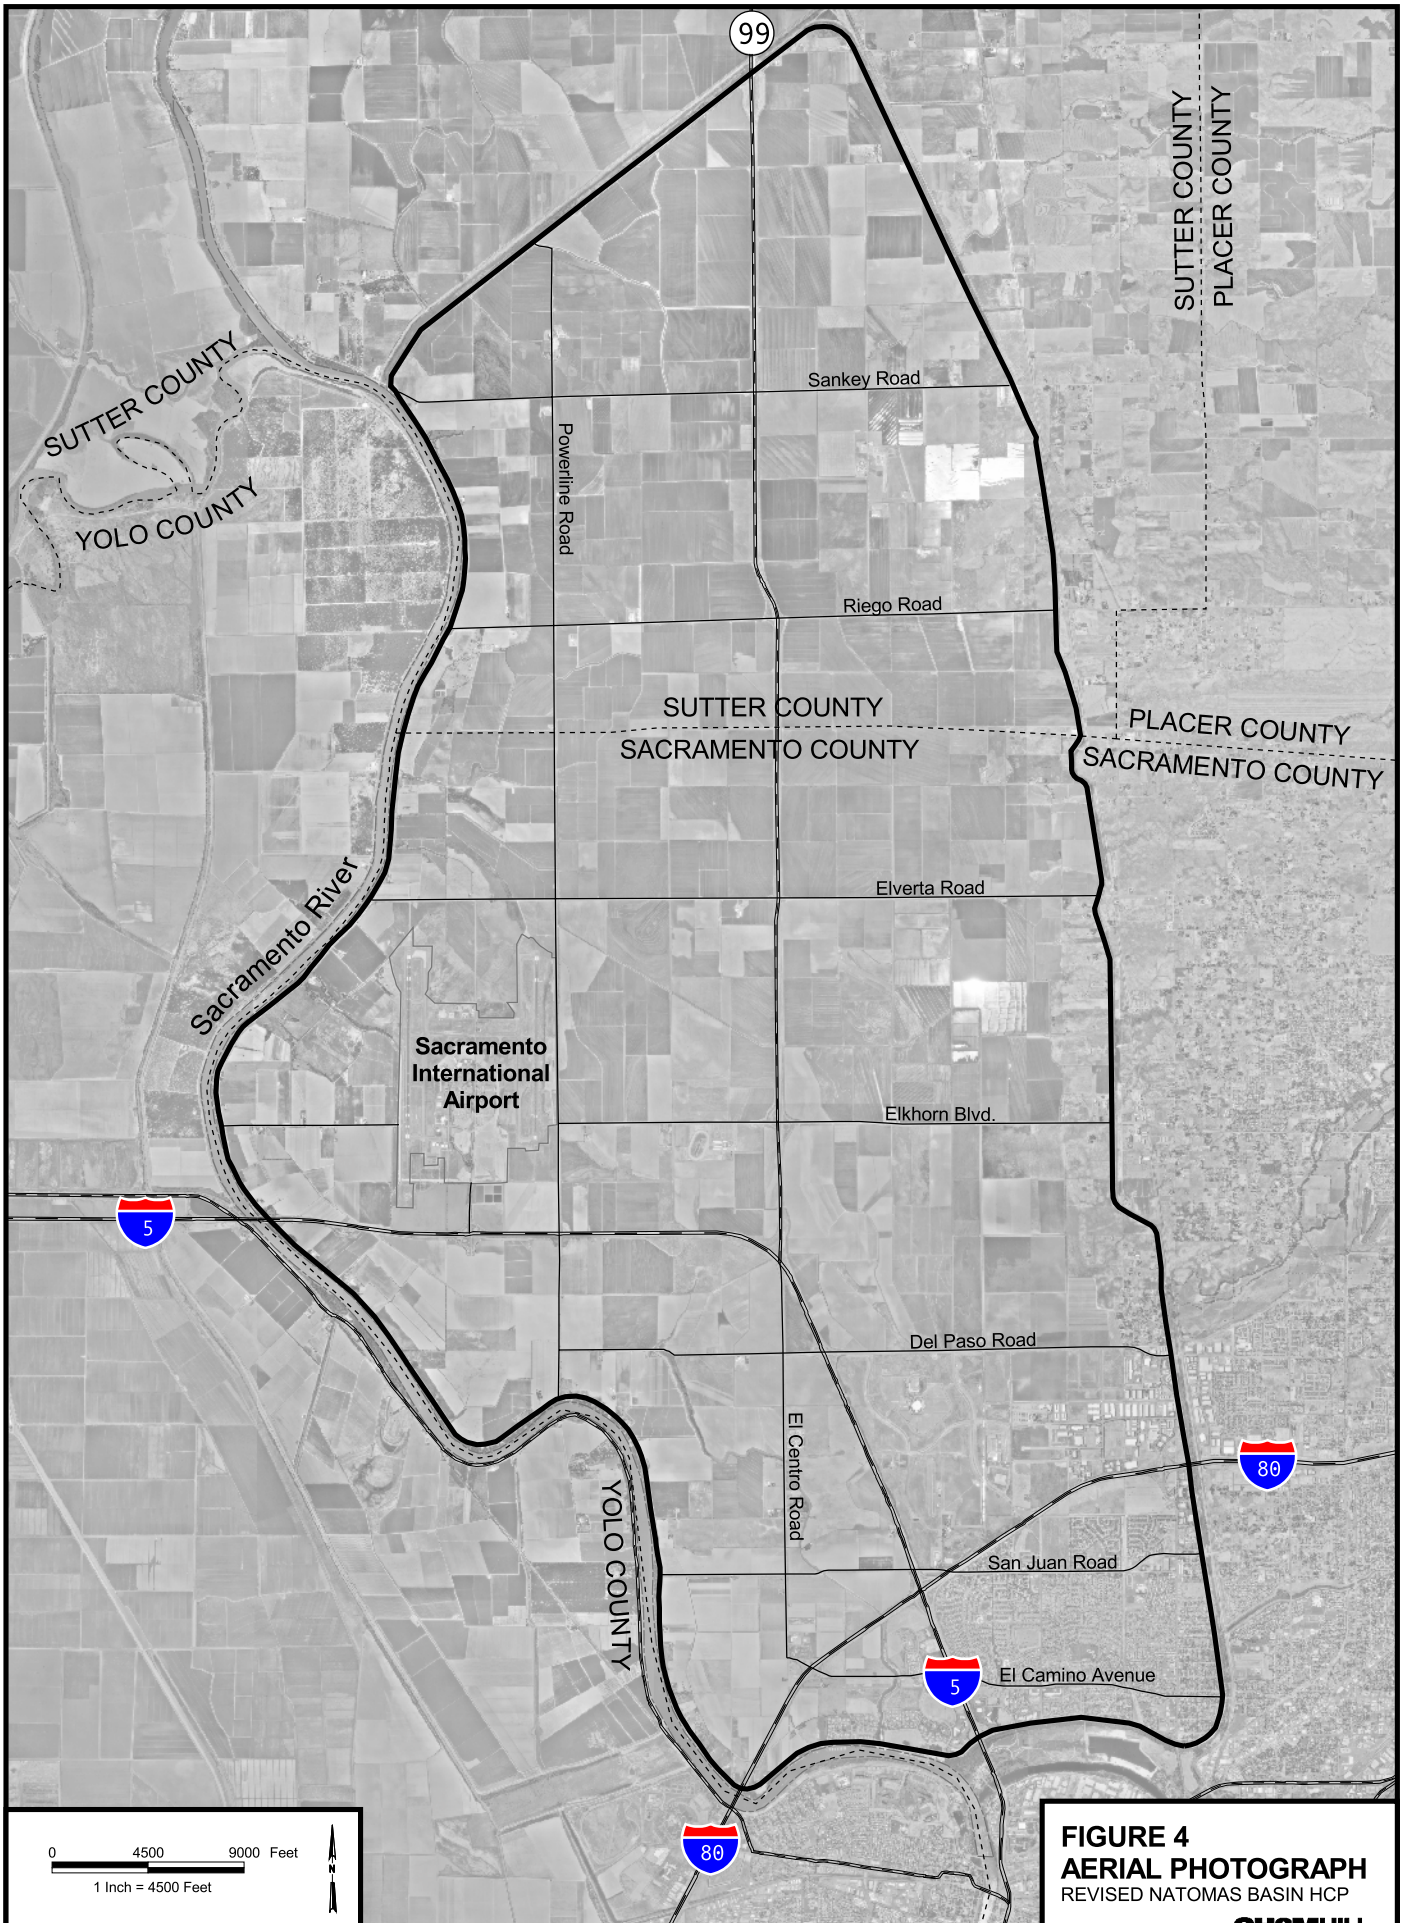 99
SUTTER COUNTY
PLACER COUNTY
SUTTER COUNTY
YOLO COUNTY
Sankey Road
Powerline Road
Riego Road
SUTTER COUNTY
SACRAMENTO COUNTY
PLACER COUNTY
SACRAMENTO COUNTY
Sacramento River
Elverta Road
Sacramento
International
Airport
Elkhorn Blvd.
5
Del Paso Road
El Centro Road
80
YOLO COUNTY
San Juan Road
5
El Camino Avenue
80
0 4500 9000 Feet
N
1 Inch = 4500 Feet
FIGURE 4
AERIAL PHOTOGRAPH
REVISED NATOMAS BASIN HCP